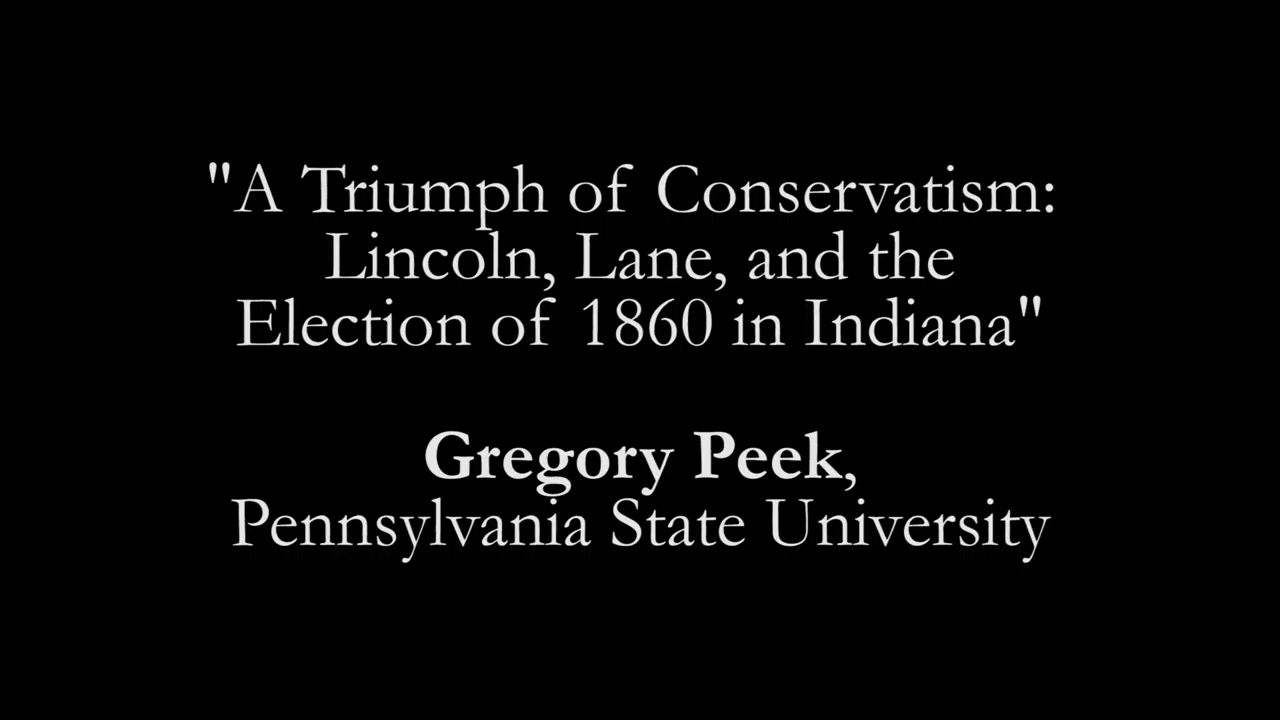 "A Triumph of Conservatism:
Lincoln, Lane, and the
Election of 1860 in Indiana"
Gregory Peek,
Pennsylvania State University